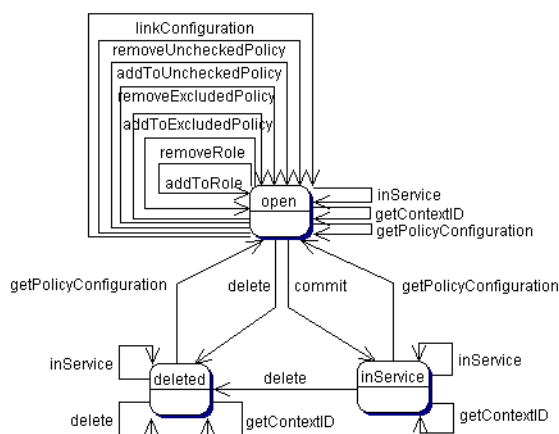 linkConfiguration
removeUncheckedPolicy
addToUncheckedPolicy
removeExcludedPolicy
addToExcludedPolicy
removeRole
addToRole
open
inService
getContextID
getPolicyConfiguration
getPolicyConfiguration
delete
commit
getPolicyConfiguration
inService
deleted
delete
inService
inService
delete
getContextID
getContextID